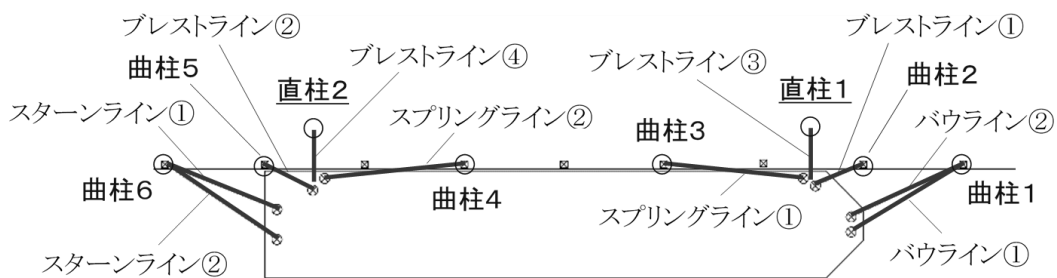 ブレストライン②
ブレストライン①
曲柱5
ブレストライン④
ブレストライン③
曲柱2
スターンライン①
直柱2
スプリングライン②
直柱1
バウライン②
曲柱3
曲柱6
曲柱4
曲柱1
スプリングライン①
スターンライン②
バウライン①